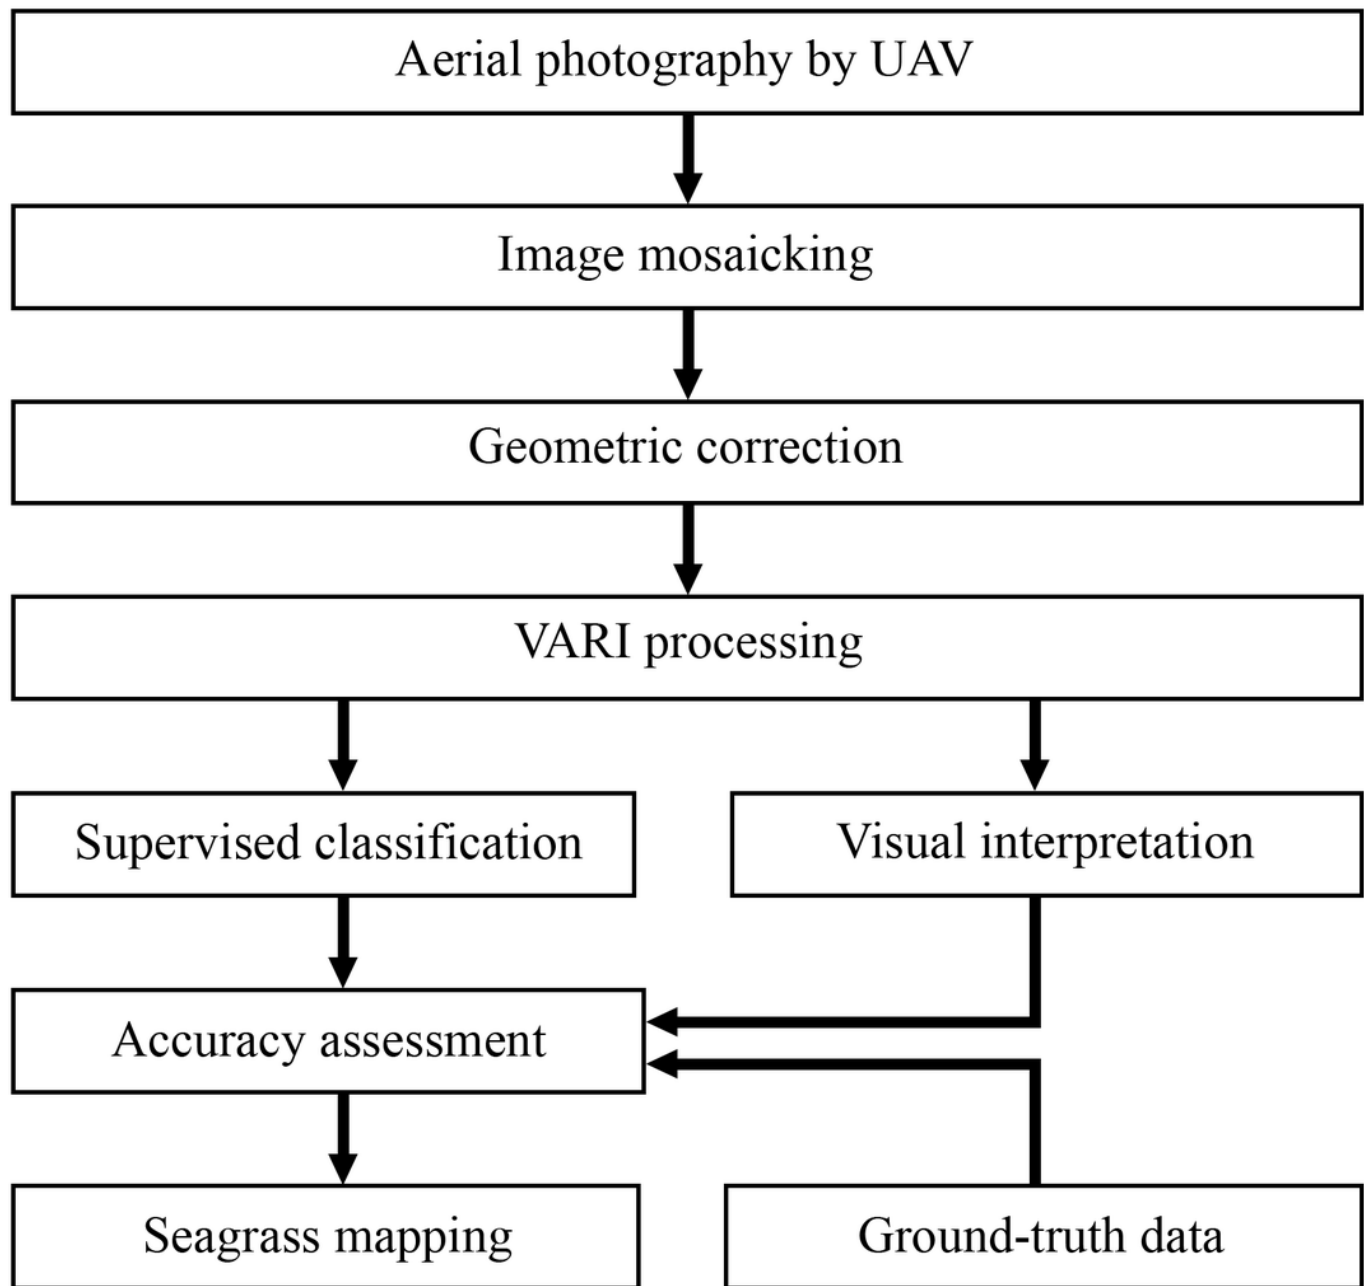 Aerial photography by UAV
Image mosaicking
Geometric correction
VARI processing
Supervised classification
Visual interpretation
Accuracy assessment
Seagrass mapping
Ground-truth data